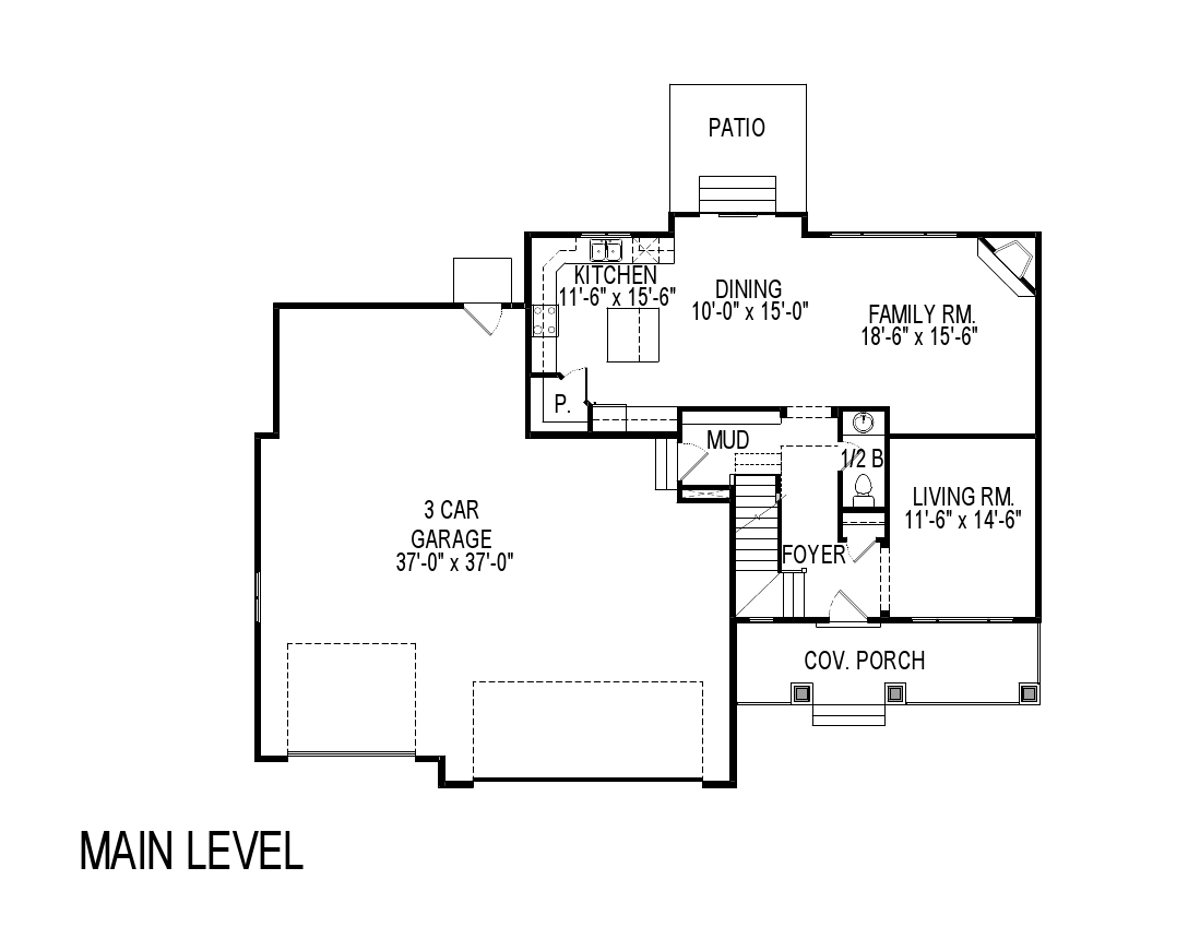 PATIO
KITCHEN
11'-6" x 15'-6"
DINING
10'-0" x 15'-0"
FAMILY RM.
18'-6" x 15'-6"
P.
MUD
1/2 B
LIVING RM.
11'-6" x 14'-6"
3 CAR
GARAGE
37'-0" x 37'-0"
FOYER
COV. PORCH
MAIN LEVEL